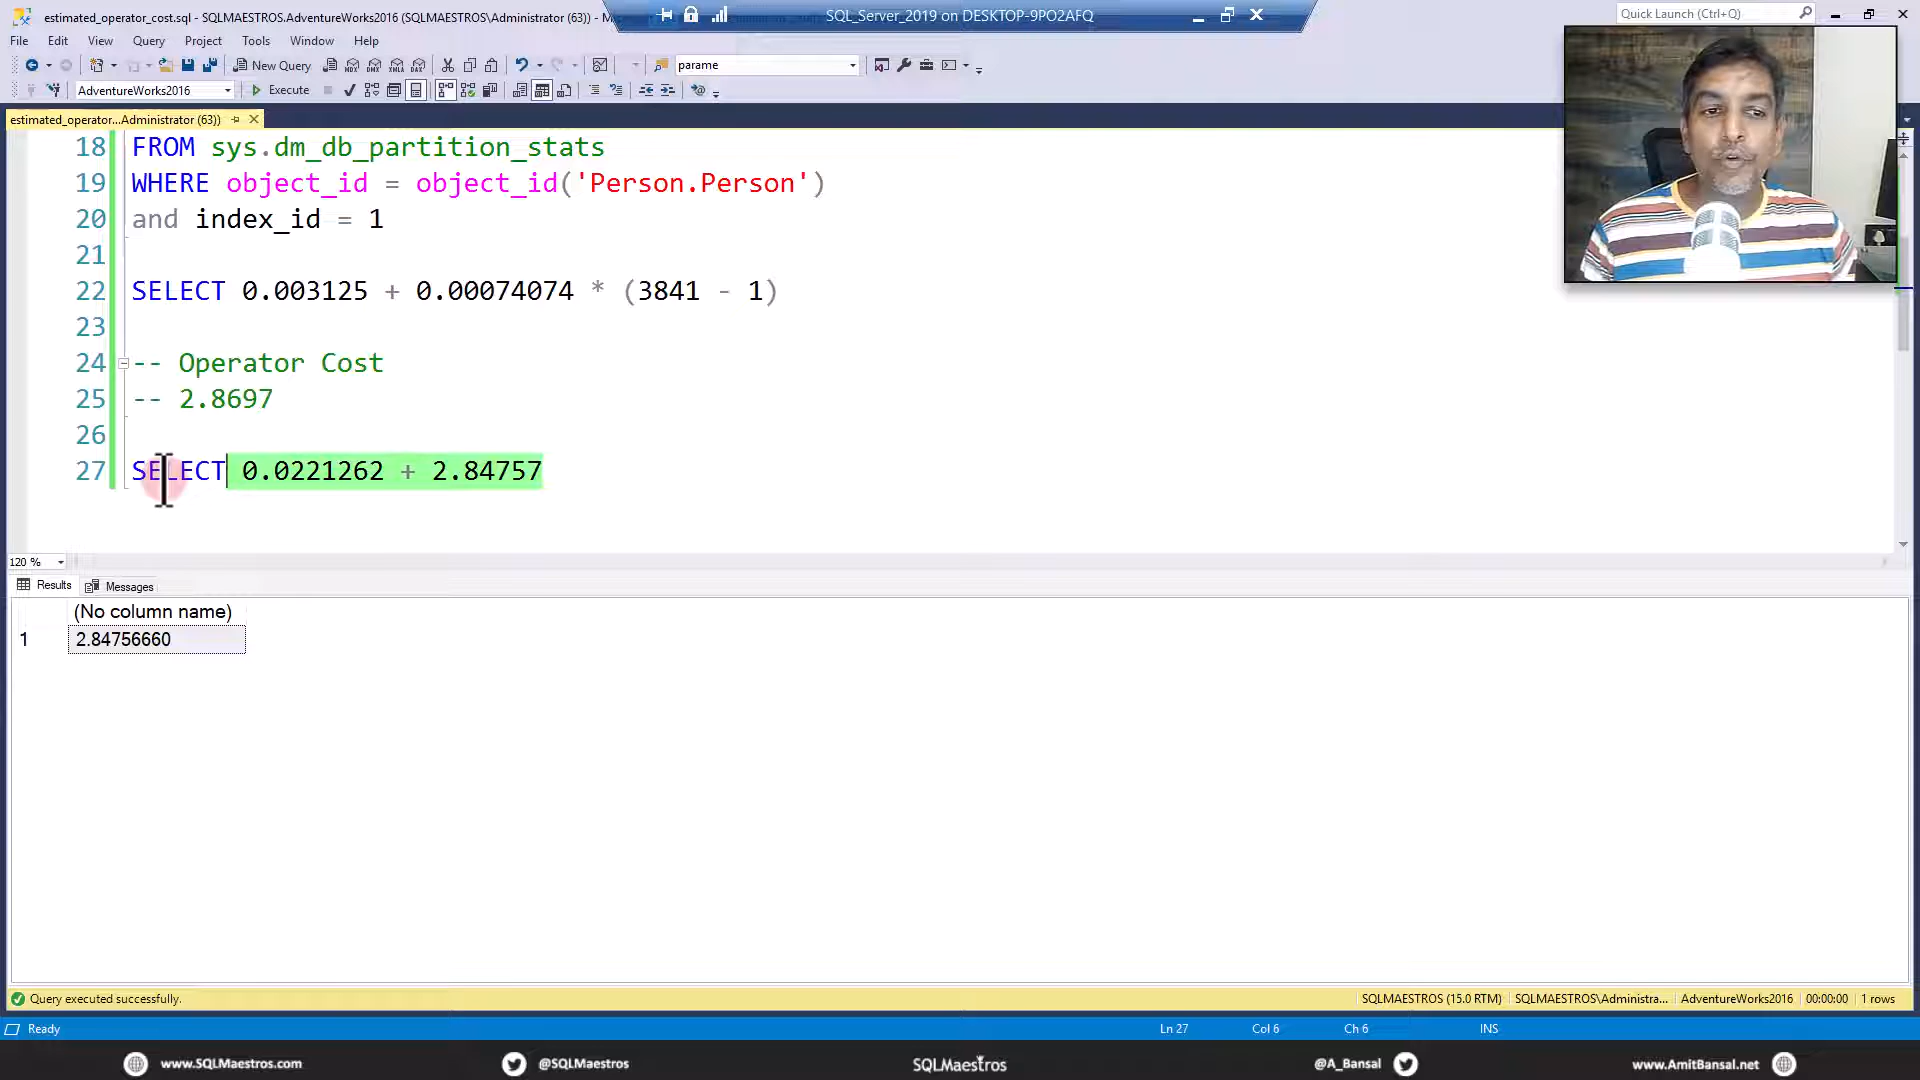 estimated_operator_cost.sql - SQLMAESTROS.AdventureWorks2016 (SQLMAESTROS\Administrator (63))
SQL_Server_2019 on DESKTOP-9PO2AFQ
Quick Launch (Ctrl+Q)
File Edit View Query Project Tools Window Help
New Query
parame
AdventureWorks2016
Execute
estimated_operator...Administrator (63))
18 FROM sys.dm_db_partition_stats
19 WHERE object_id = object_id('Person.Person')
20 and index_id = 1
21
22 SELECT 0.003125 + 0.00074074 * (3841 - 1)
23
24 -- Operator Cost
25 -- 2.8697
26
27 SELECT 0.0221262 + 2.84757
120 %
Results Messages
(No column name)
1 2.84756660
Query executed successfully. SQLMAESTROS (15.0 RTM) SQLMAESTROS\Administra... AdventureWorks2016 00:00:00 1 rows
Ready Ln 27 Col 6 Ch 6 INS
www.SQLMaestros.com @SQLMaestros SQLMaestros @A_Bansal www.AmitBansal.net